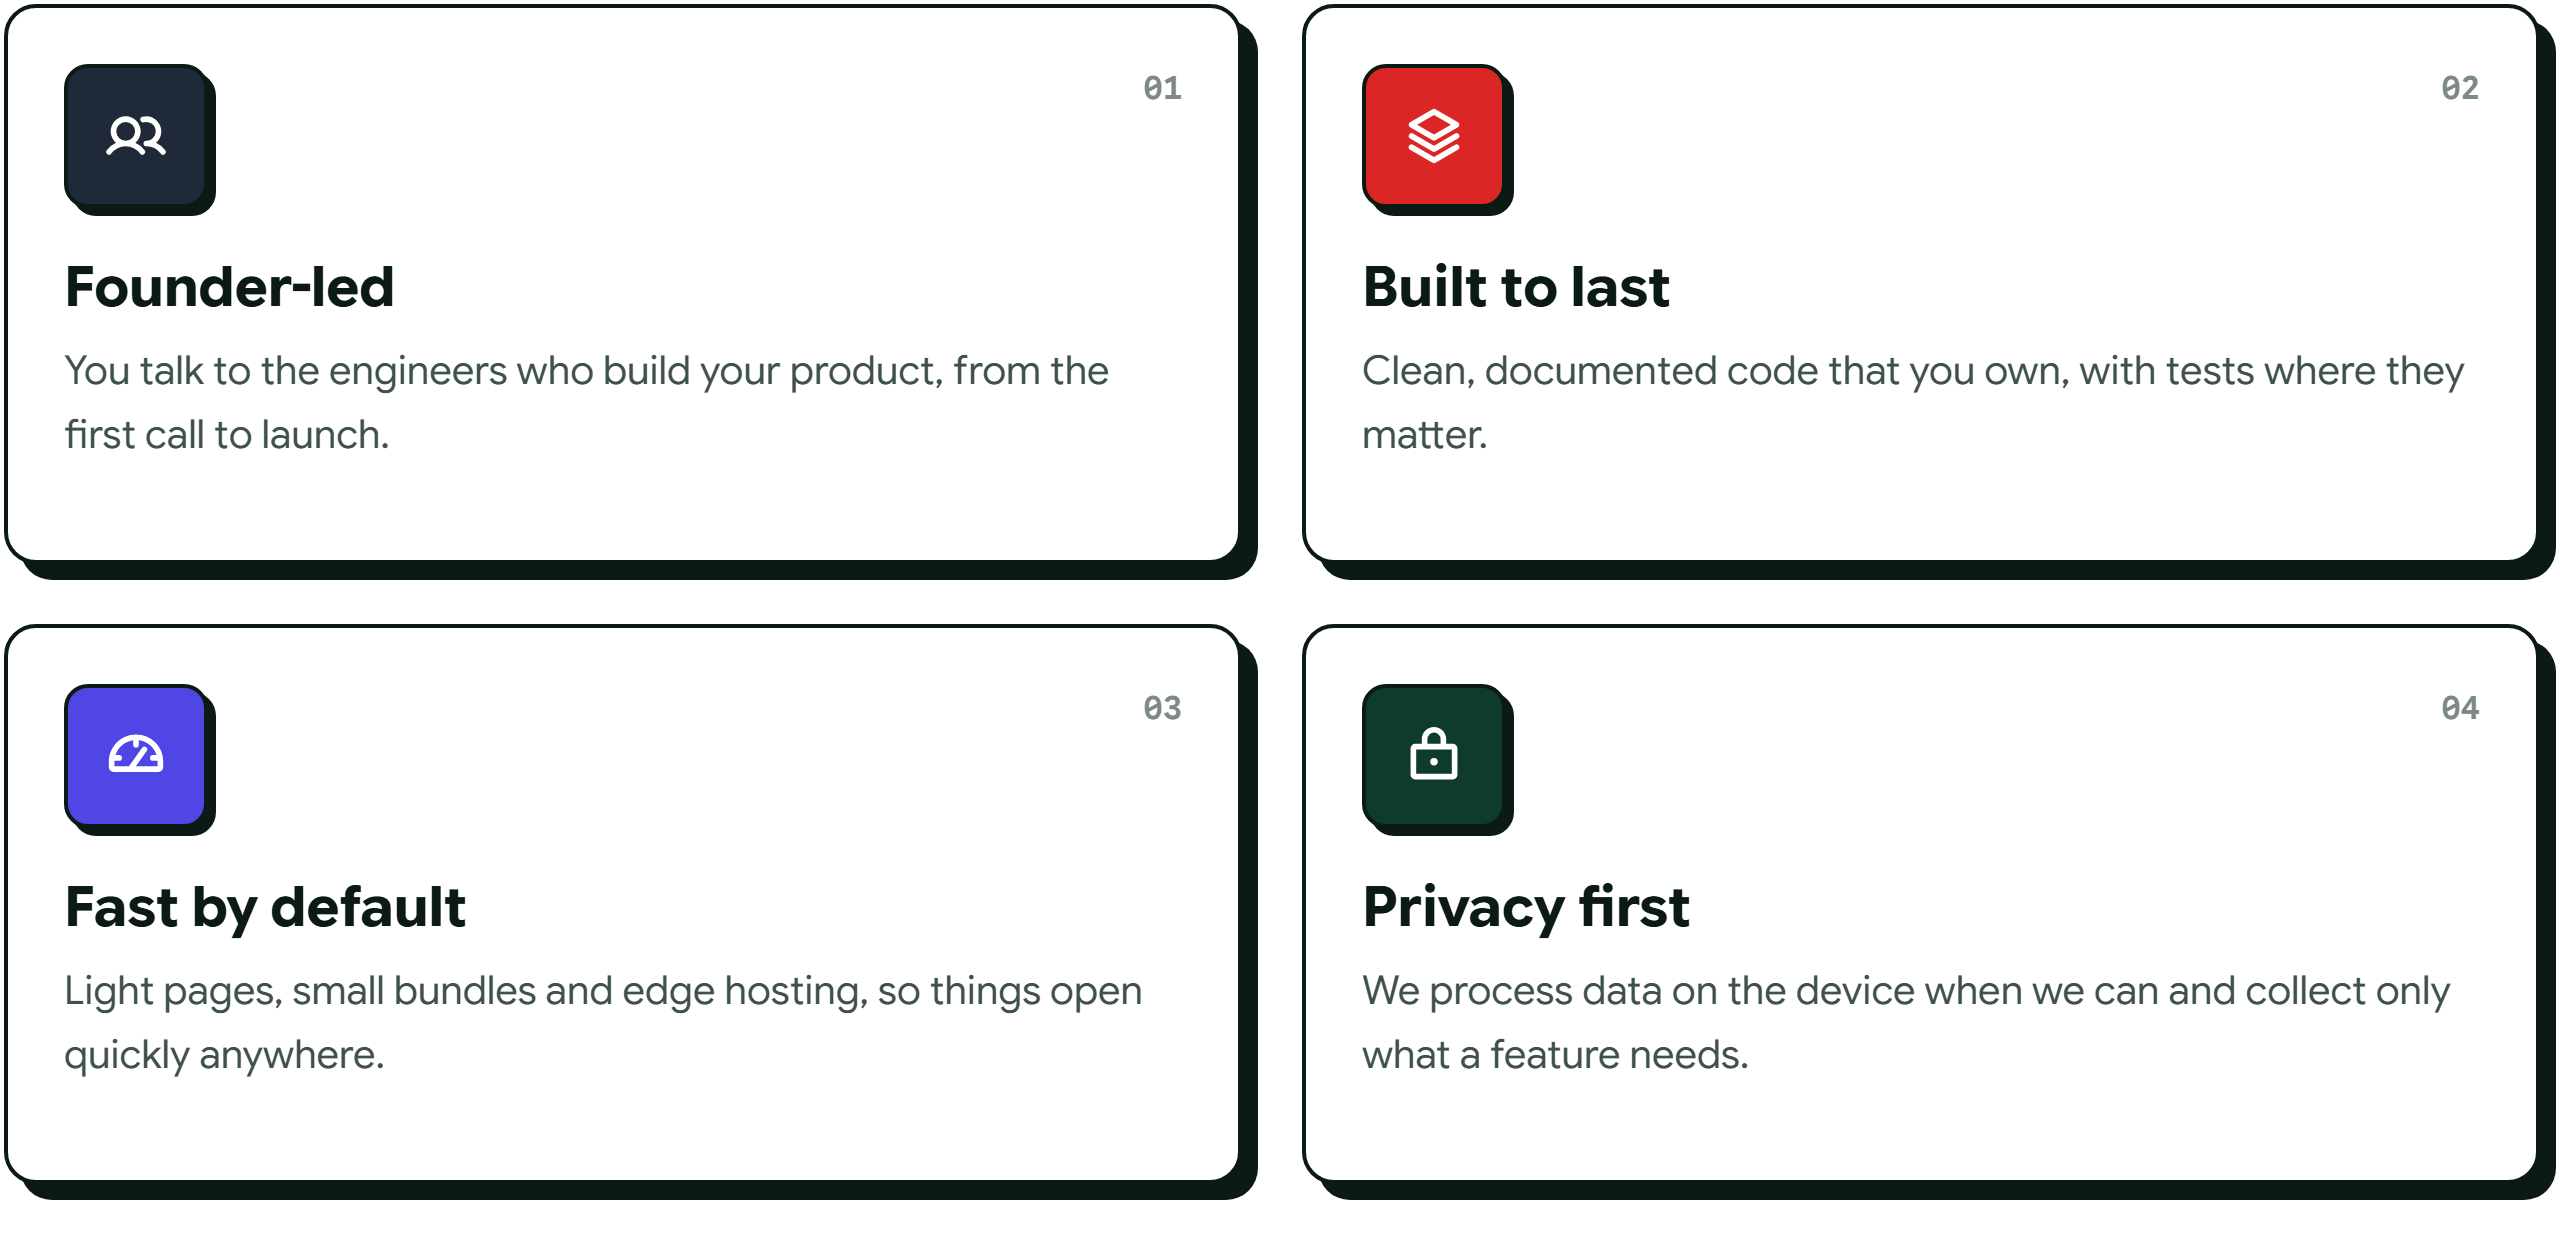 01
Founder-led
You talk to the engineers who build your product, from the
first call to launch.
02
Built to last
Clean, documented code that you own, with tests where they
matter.
03
Fast by default
Light pages, small bundles and edge hosting, so things open
quickly anywhere.
04
Privacy first
We process data on the device when we can and collect only
what a feature needs.